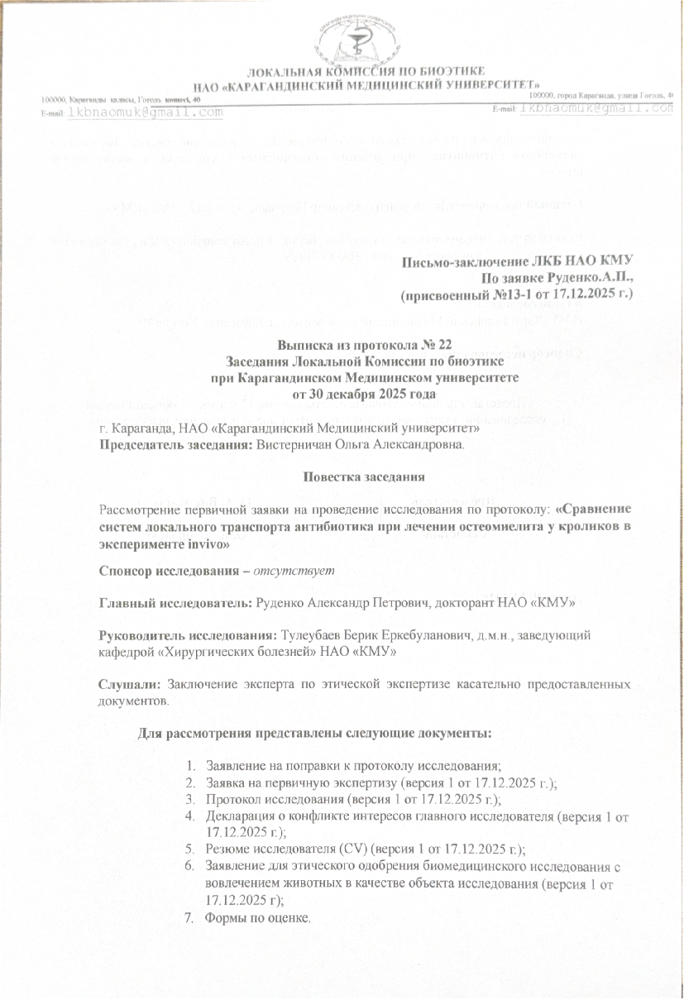 ЛОКАЛЬНАЯ КОМИССИЯ ПО БИОЭТИКЕ
НАО «КАРАГАНДИНСКИЙ МЕДИЦИНСКИЙ УНИВЕРСИТЕТ»
100000, Караганды қаласы, Гоголь көшесі, 40
100000, город Караганда, улица Гоголь, 40
E-mail: lkbnaomuk@gmail.com
E-mail: lkbnaomuk@gmail.com
Письмо-заключение ЛКБ НАО КМУ
По заявке Руденко.А.П.,
(присвоенный №13-1 от 17.12.2025 г.)
Выписка из протокола № 22
Заседания Локальной Комиссии по биоэтике
при Карагандинском Медицинском университете
от 30 декабря 2025 года
г. Караганда, НАО «Карагандинский Медицинский университет»
Председатель заседания: Вистерничан Ольга Александровна.
Повестка заседания
Рассмотрение первичной заявки на проведение исследования по протоколу: «Сравнение
систем локального транспорта антибиотика при лечении остеомиелита у кроликов в
эксперименте invivo»
Спонсор исследования – отсутствует
Главный исследователь: Руденко Александр Петрович, докторант НАО «КМУ»
Руководитель исследования: Тулеубаев Берик Еркебуланович, д.м.н., заведующий
кафедрой «Хирургических болезней» НАО «КМУ»
Слушали: Заключение эксперта по этической экспертизе касательно предоставленных
документов.
Для рассмотрения представлены следующие документы:
1. Заявление на поправки к протоколу исследования;
2. Заявка на первичную экспертизу (версия 1 от 17.12.2025 г.);
3. Протокол исследования (версия 1 от 17.12.2025 г.);
4. Декларация о конфликте интересов главного исследователя (версия 1 от
17.12.2025 г.);
5. Резюме исследователя (CV) (версия 1 от 17.12.2025 г.);
6. Заявление для этического одобрения биомедицинского исследования с
вовлечением животных в качестве объекта исследования (версия 1 от
17.12.2025 г);
7. Формы по оценке.